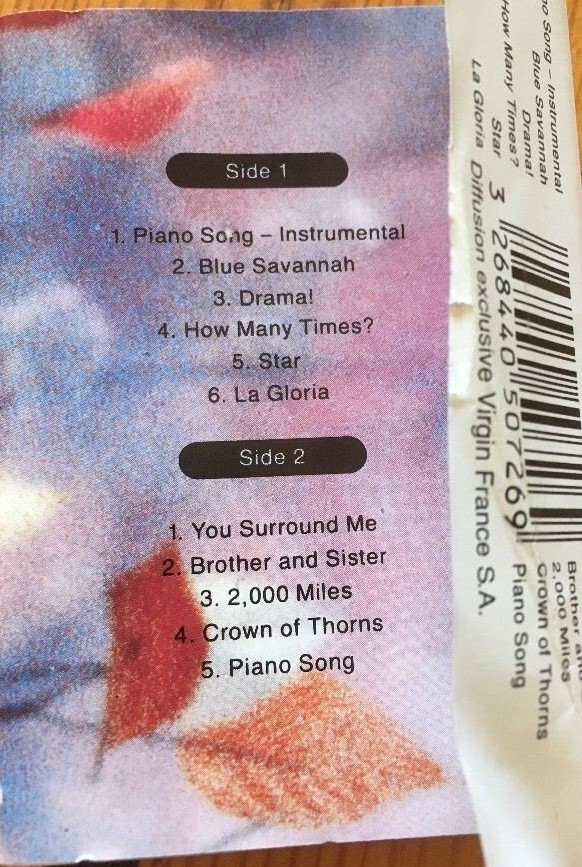 Side 1
1. Piano Song – Instrumental
2. Blue Savannah
3. Drama!
4. How Many Times?
5. Star
6. La Gloria
Side 2
1. You Surround Me
2. Brother and Sister
3. 2,000 Miles
4. Crown of Thorns
5. Piano Song
Song – Instrumental
Blue Savannah
Drama!
How Many Times?
Star
La Gloria
3 268440 507269
Diffusion exclusive Virgin France S.A.
Brother
2,000 Miles
Crown of Thorns
Piano Song